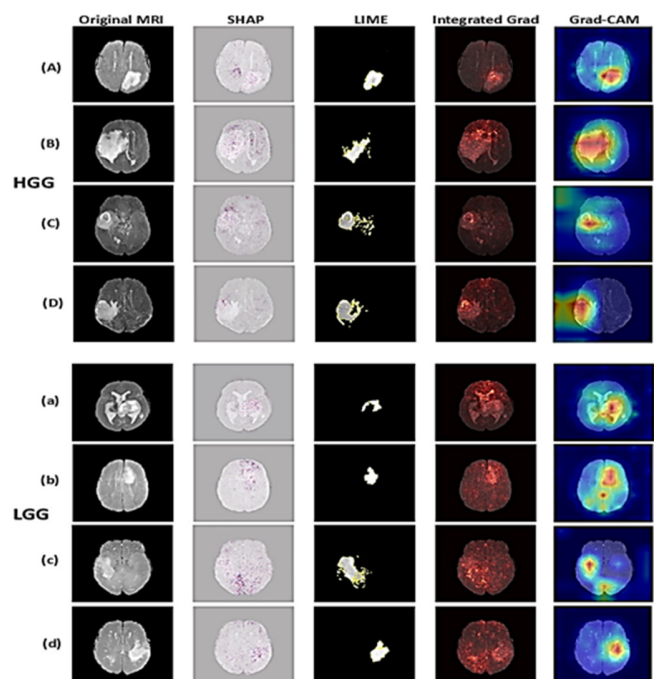 Original MRI SHAP LIME Integrated Grad Grad-CAM
(A)
(B)
HGG
(C)
(D)
(a)
(b)
LGG
(c)
(d)